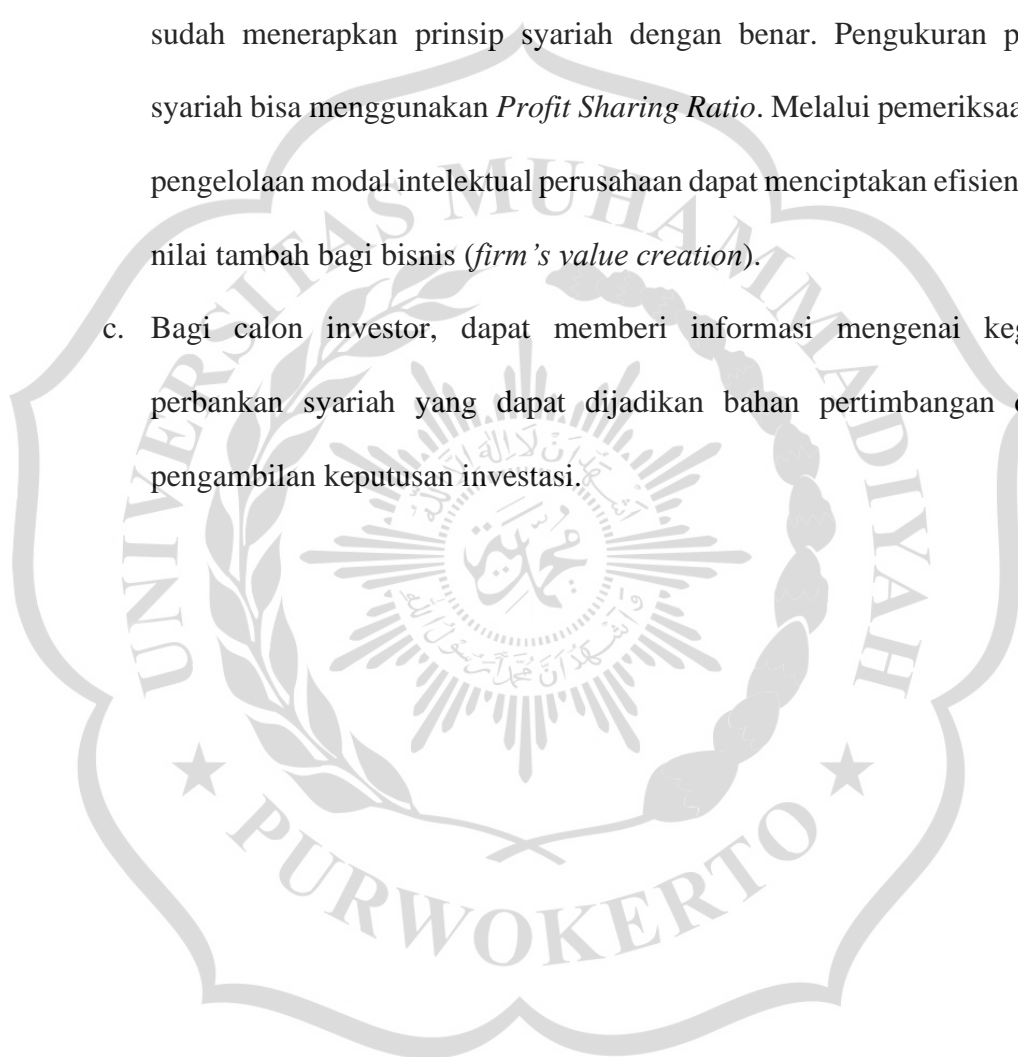 sudah menerapkan prinsip syariah dengan benar. Pengukuran p
syariah bisa menggunakan Profit Sharing Ratio. Melalui pemeriksaa
pengelolaan modal intelektual perusahaan dapat menciptakan efisien
nilai tambah bagi bisnis (firm’s value creation).
c. Bagi calon investor, dapat memberi informasi mengenai keg
perbankan syariah yang dapat dijadikan bahan pertimbangan
pengambilan keputusan investasi.
UNIVERSITAS MUHAMMADIYAH
PURWOKERTO